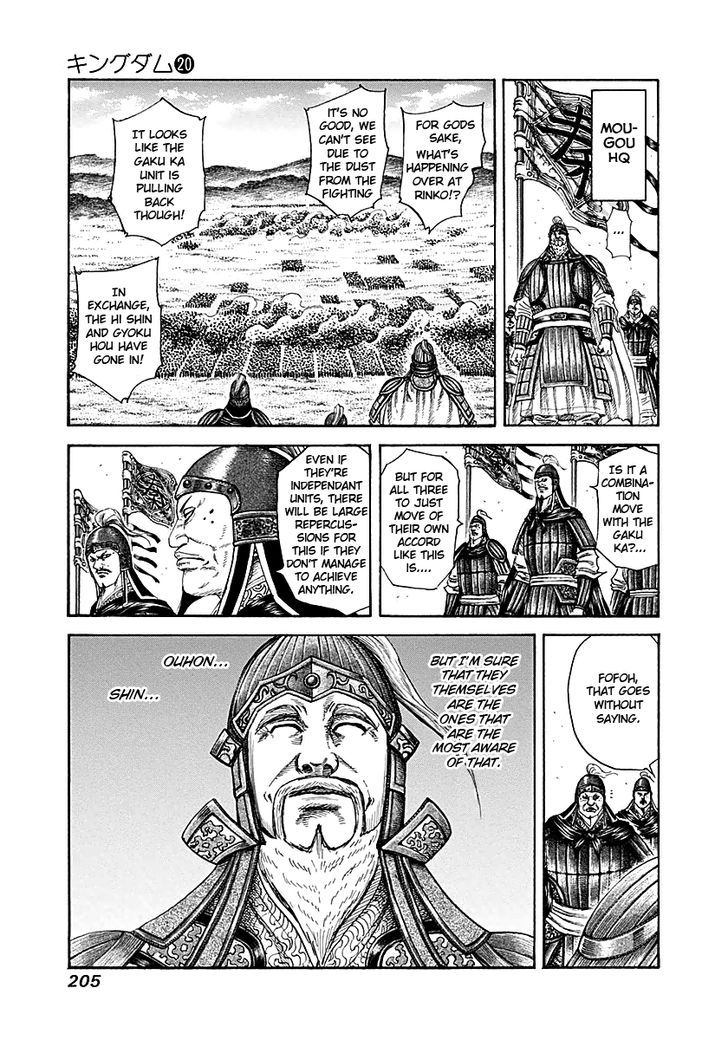 キングダム20
MOU-
GOU
HQ
...
FOR GODS
SAKE,
WHAT'S
HAPPENING
OVER AT
RINKO!?
IT'S NO
GOOD, WE
CAN'T SEE
DUE TO
THE DUST
FROM THE
FIGHTING
IT LOOKS
LIKE THE
GAKU KA
UNIT IS
PULLING
BACK
THOUGH!
IN
EXCHANGE,
THE HI SHIN
AND GYOKU
HOU HAVE
GONE IN!
IS IT A
COMBINA-
TION
MOVE
WITH THE
GAKU
KA?...
BUT FOR
ALL THREE
TO JUST
MOVE OF
THEIR OWN
ACCORD
LIKE THIS
IS....
EVEN IF
THEY'RE
INDEPENDANT
UNITS, THERE
WILL BE LARGE
REPERCUS-
SIONS FOR
THIS IF THEY
DON'T MANAGE
TO ACHIEVE
ANYTHING.
FOFOH,
THAT GOES
WITHOUT
SAYING.
BUT I'M SURE
THAT THEY
THEMSELVES
ARE THE
ONES THAT
ARE THE
MOST AWARE
OF THAT.
OUHON...
SHIN...
205